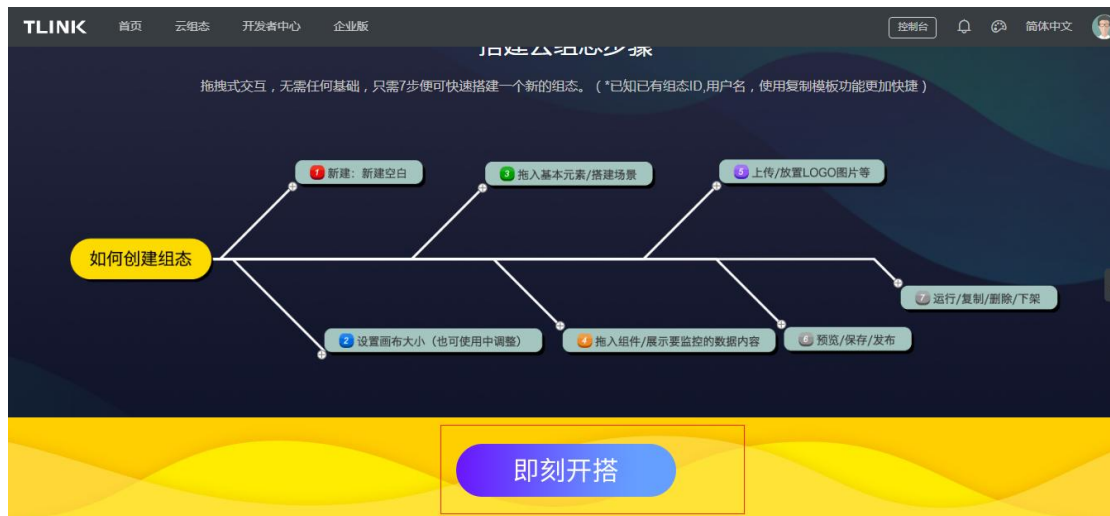 TLINK 首页 云组态 开发者中心 企业版 控制台 简体中文
搭建云组态步骤
拖拽式交互，无需任何基础，只需7步便可快速搭建一个新的组态。（*已知已有组态ID,用户名，使用复制模板功能更加快捷）
1 新建：新建空白
3 拖入基本元素/搭建场景
5 上传/放置LOGO图片等
如何创建组态
7 运行/复制/删除/下架
2 设置画布大小（也可使用中调整）
4 拖入组件/展示要监控的数据内容
6 预览/保存/发布
即刻开搭